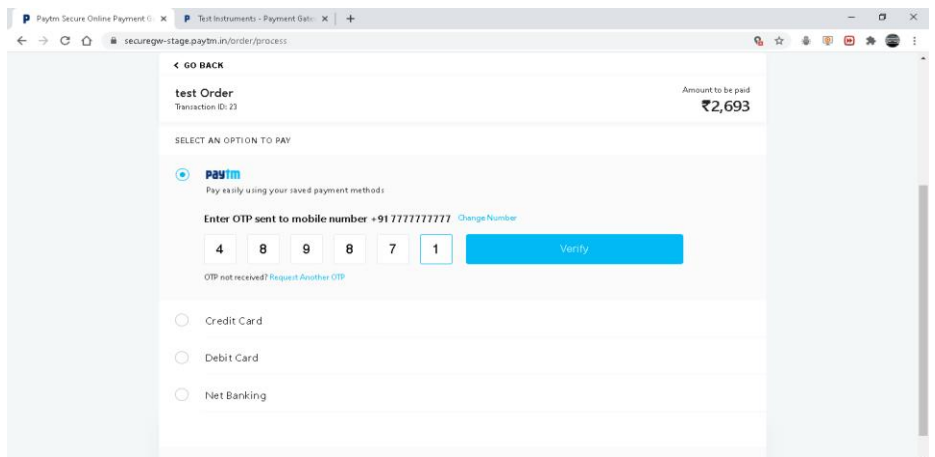 Paytm Secure Online Payment G
Test Instruments - Payment Gate
securegw-stage.paytm.in/order/process
GO BACK
test Order
Transaction ID: 23
Amount to be paid
₹2,693
SELECT AN OPTION TO PAY
paytm
Pay easily using your saved payment methods
Enter OTP sent to mobile number +91 7777777777 Change Number
4 8 9 8 7 1 Verify
OTP not received? Request Another OTP
Credit Card
Debit Card
Net Banking